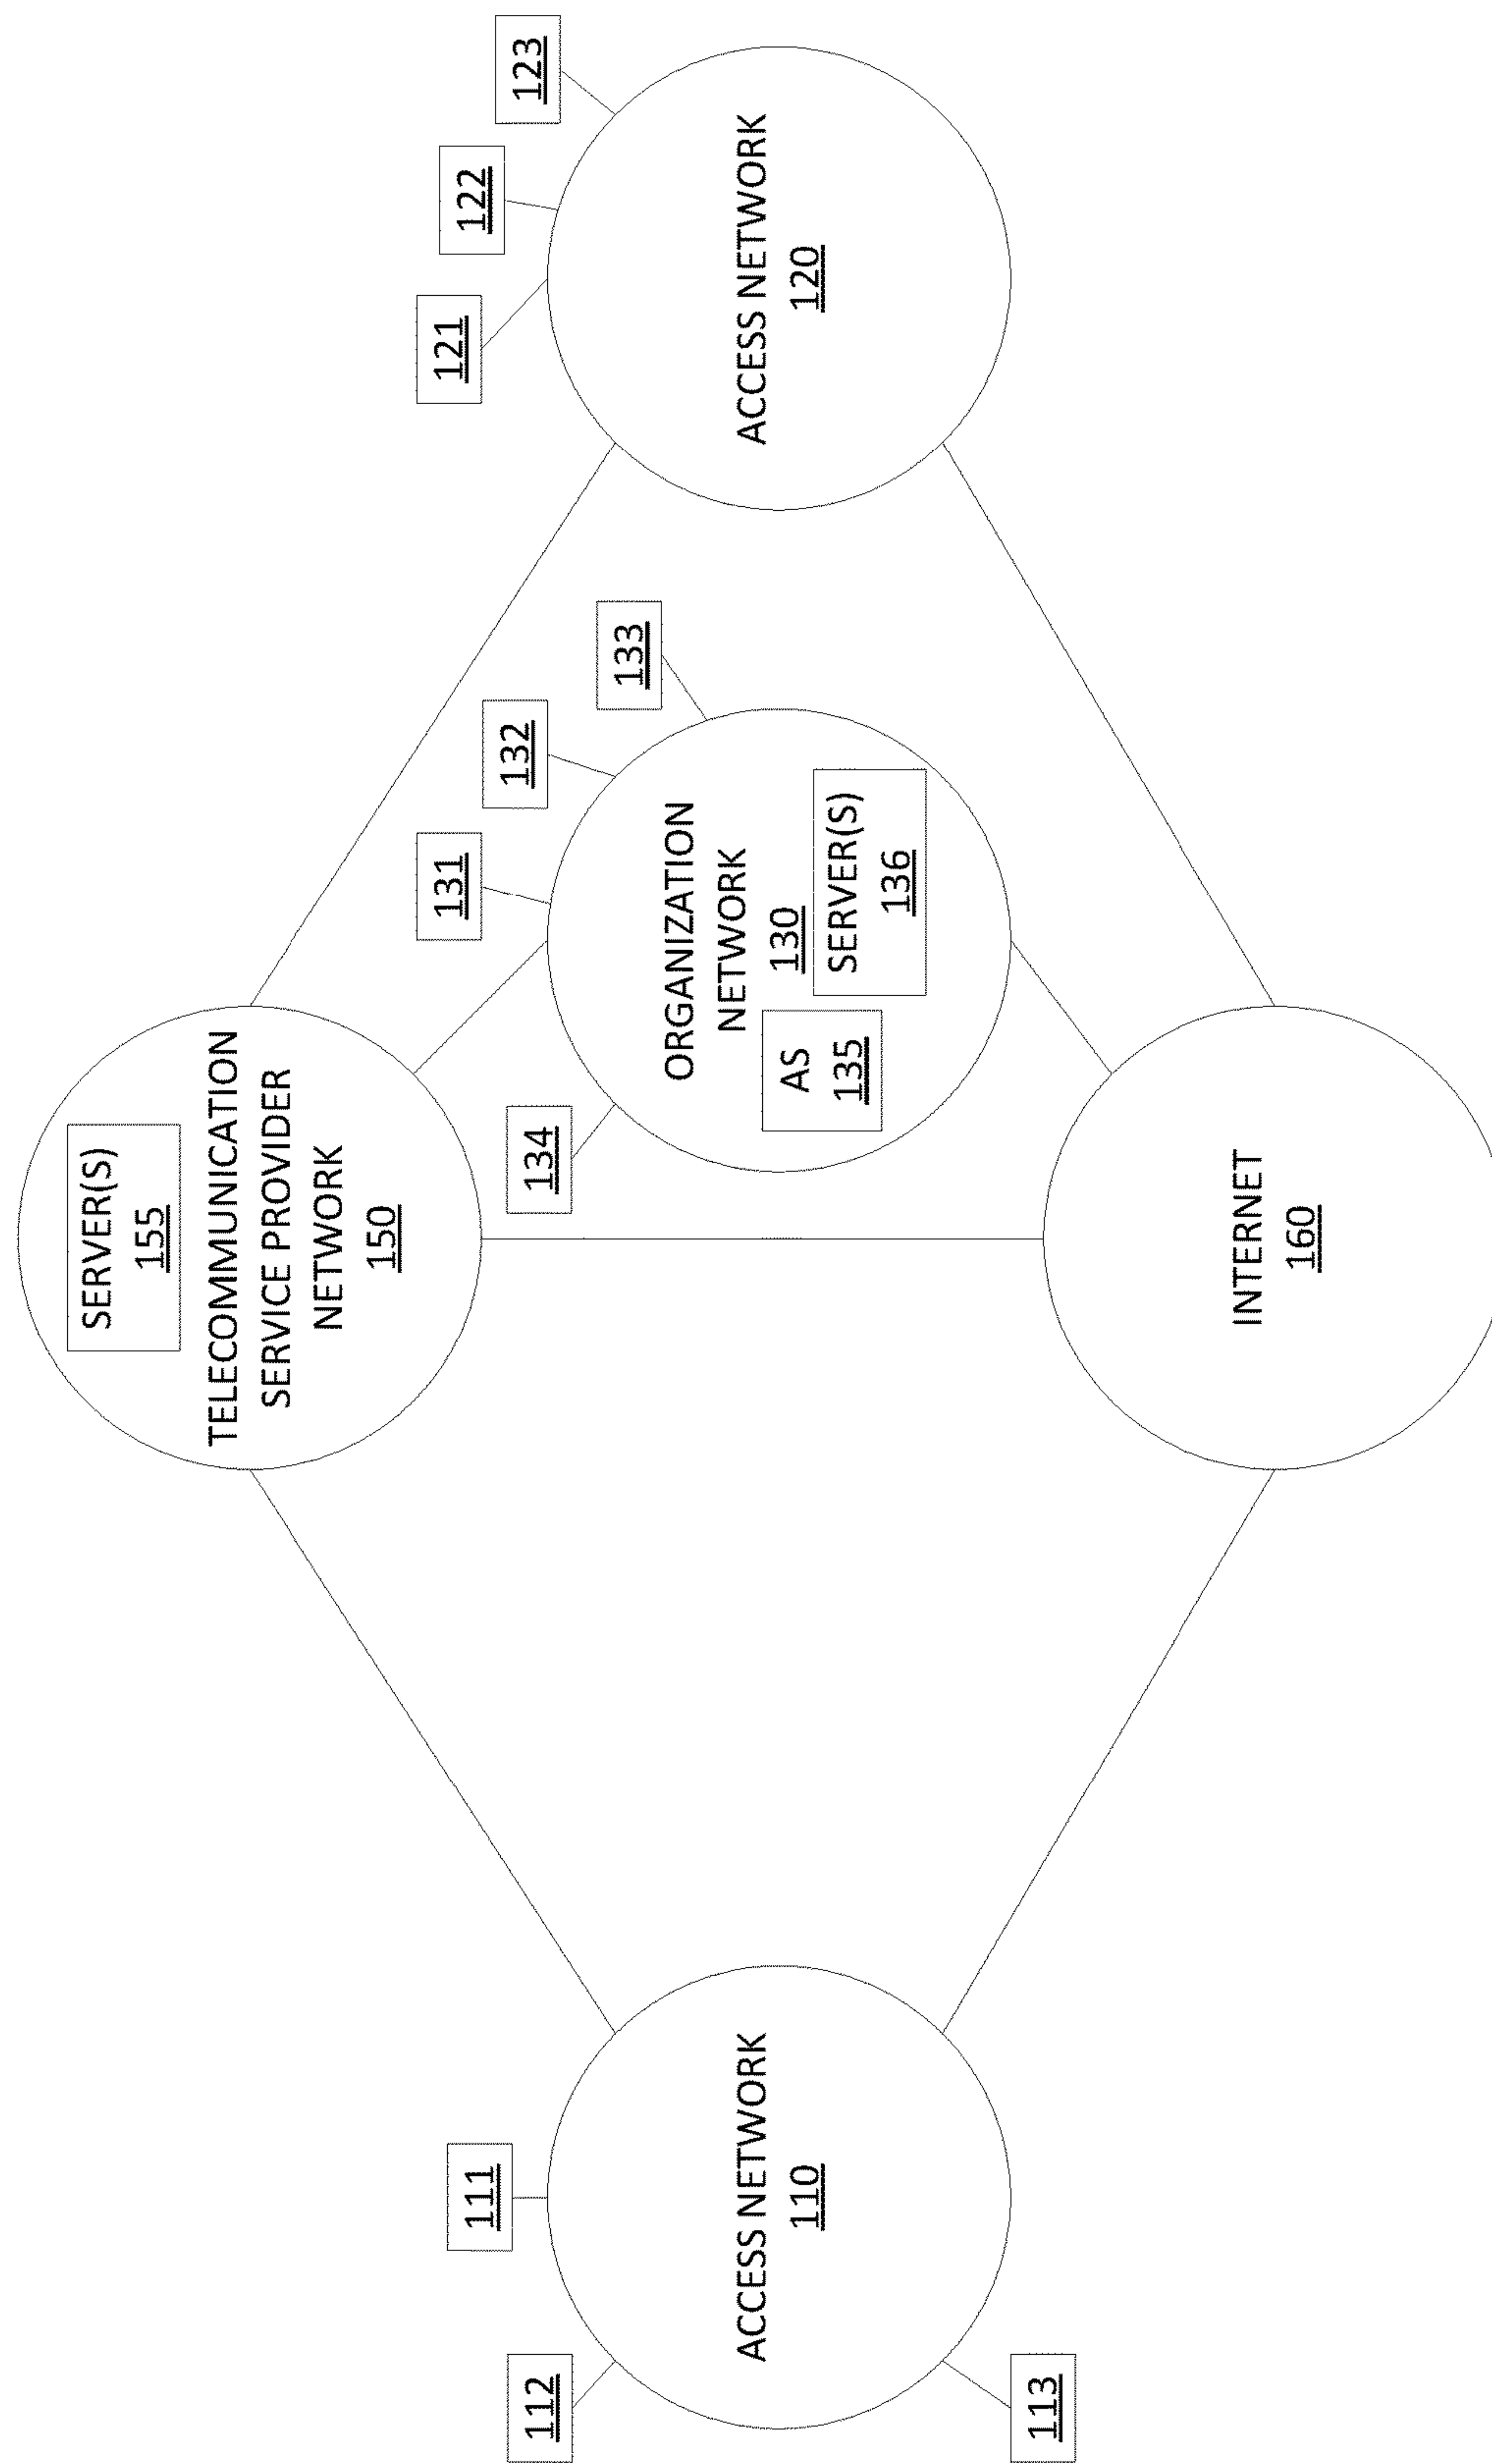 SERVER(S)
155
TELECOMMUNICATION
SERVICE PROVIDER
NETWORK
150
112
111
ACCESS NETWORK
110
113
134
131
132
133
ORGANIZATION
NETWORK
130
AS
135
SERVER(S)
136
121
122
123
ACCESS NETWORK
120
INTERNET
160